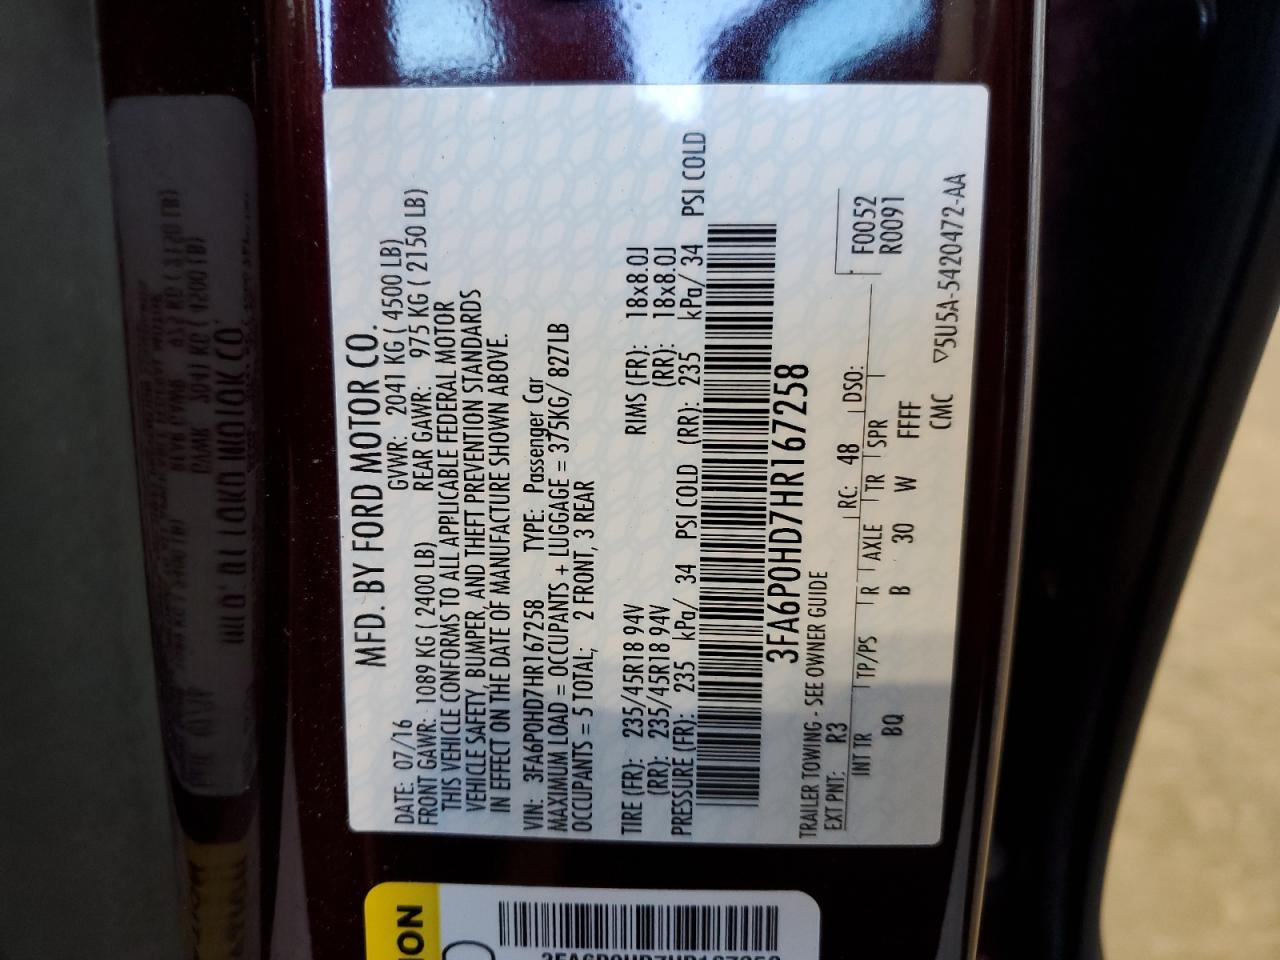 MFD. BY FORD MOTOR CO.
DATE: 07/16 GVWR: 2041 KG ( 4500 LB)
FRONT GAWR: 1089 KG ( 2400 LB) REAR GAWR: 975 KG ( 2150 LB)
THIS VEHICLE CONFORMS TO ALL APPLICABLE FEDERAL MOTOR
VEHICLE SAFETY, BUMPER, AND THEFT PREVENTION STANDARDS
IN EFFECT ON THE DATE OF MANUFACTURE SHOWN ABOVE.
VIN: 3FA6P0HD7HR167258 TYPE: Passenger Car
MAXIMUM LOAD = OCCUPANTS + LUGGAGE = 375KG/ 827LB
OCCUPANTS = 5 TOTAL; 2 FRONT, 3 REAR
TIRE (FR): 235/45R18 94V RIMS (FR): 18x8.0J
(RR): 235/45R18 94V (RR): 18x8.0J
PRESSURE (FR): 235 kPa/ 34 PSI COLD (RR): 235 kPa/ 34 PSI COLD
3FA6P0HD7HR167258
TRAILER TOWING - SEE OWNER GUIDE
EXT PNT: R3 RC: 48 DSO: F0052
INT TR TP/PS R AXLE TR SPR R0091
BQ B 30 W FFFF
CMC ▽5U5A-5420472-AA
ION
3FA6P0HD7HR167258